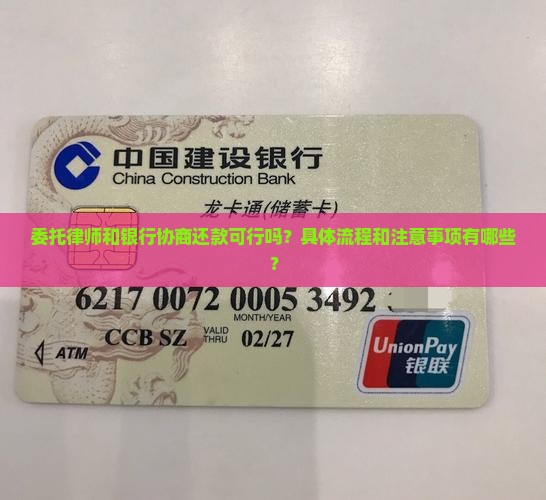 中国建设银行
China Construction Bank
龙卡通(储蓄卡)
委托律师和银行协商还款可行吗？具体流程和注意事项有哪些
？
6217 0072 0005 3492
MONTH/YEAR
CCB SZ VALID THRU 02/27
ATM
UnionPay
银联